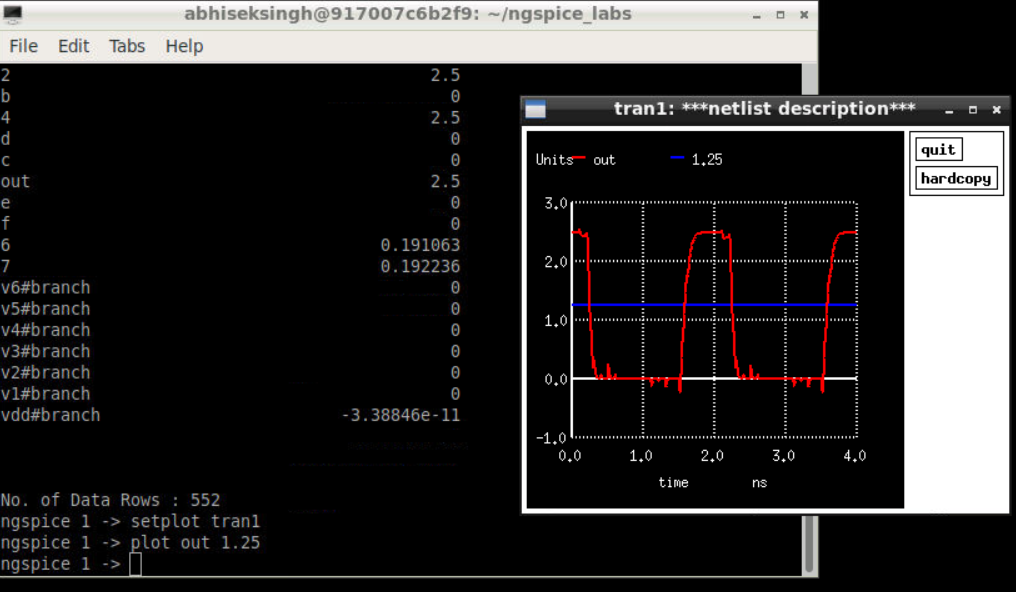 abhiseksingh@917007c6b2f9: ~/ngspice_labs
File Edit Tabs Help
2 2.5
b 0
4 2.5
d 0
c 0
out 2.5
e 0
f 0
6 0.191063
7 0.192236
v6#branch 0
v5#branch 0
v4#branch 0
v3#branch 0
v2#branch 0
v1#branch 0
vdd#branch -3.38846e-11
No. of Data Rows : 552
ngspice 1 -> setplot tran1
ngspice 1 -> plot out 1.25
ngspice 1 ->
tran1: ***netlist description***
quit
hardcopy
Units out 1.25
3.0
2.0
1.0
0.0
-1.0
0.0 1.0 2.0 3.0 4.0
time ns